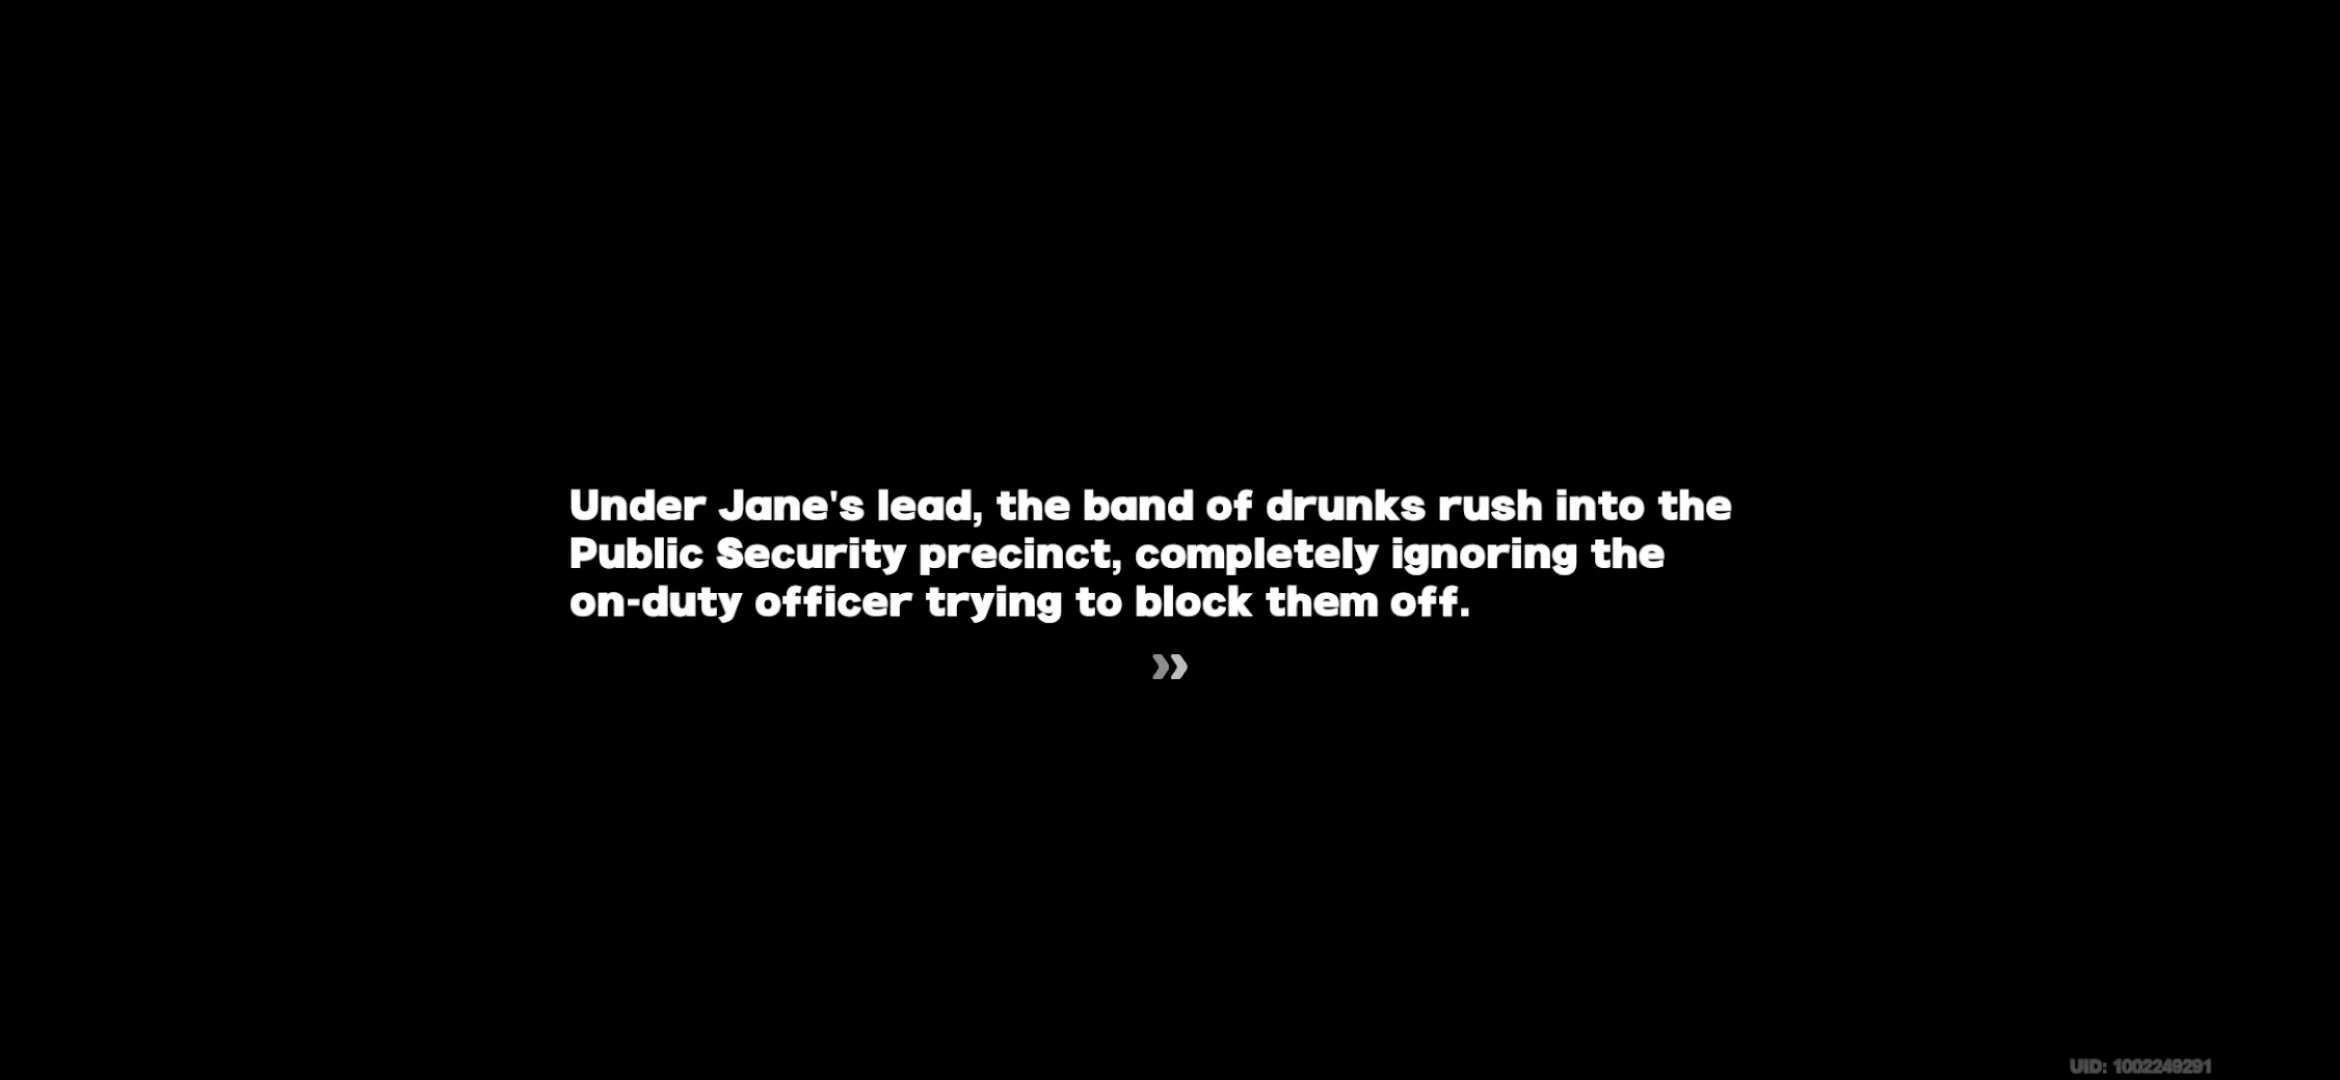 Under Jane's lead, the band of drunks rush into the
Public Security precinct, completely ignoring the
on-duty officer trying to block them off.
UID: 1002249291